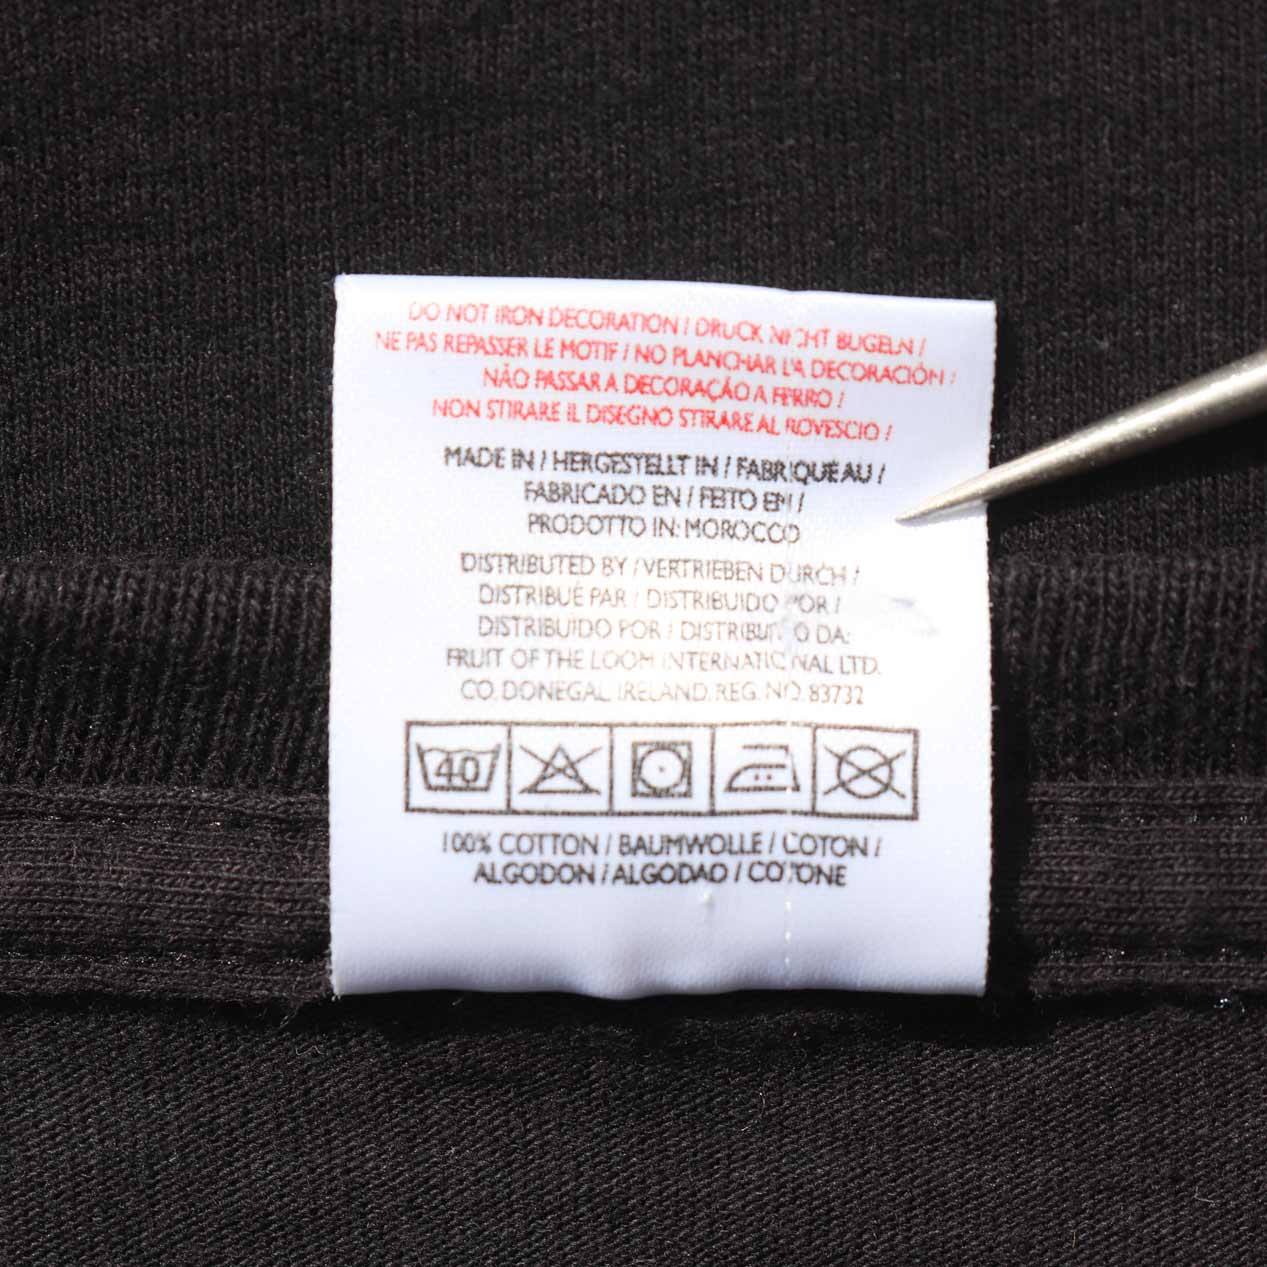 DO NOT IRON DECORATION / DRUCK NICHT BUGELN /
NE PAS REPASSER LE MOTIF / NO PLANCHAR LA DECORACIÓN /
NÃO PASSAR A DECORAÇÃO A FERRO /
NON STIRARE IL DISEGNO STIRARE AL ROVESCIO /
MADE IN / HERGESTELLT IN / FABRIQUE AU /
FABRICADO EN / FEITO EM /
PRODOTTO IN: MOROCCO
DISTRIBUTED BY / VERTRIEBEN DURCH /
DISTRIBUÉ PAR / DISTRIBUIDO POR /
DISTRIBUÍDO POR / DISTRIBUITO DA:
FRUIT OF THE LOOM INTERNATIONAL LTD.
CO. DONEGAL, IRELAND. REG. NO. 83732
40
100% COTTON / BAUMWOLLE / COTON /
ALGODON / ALGODAO / COTONE